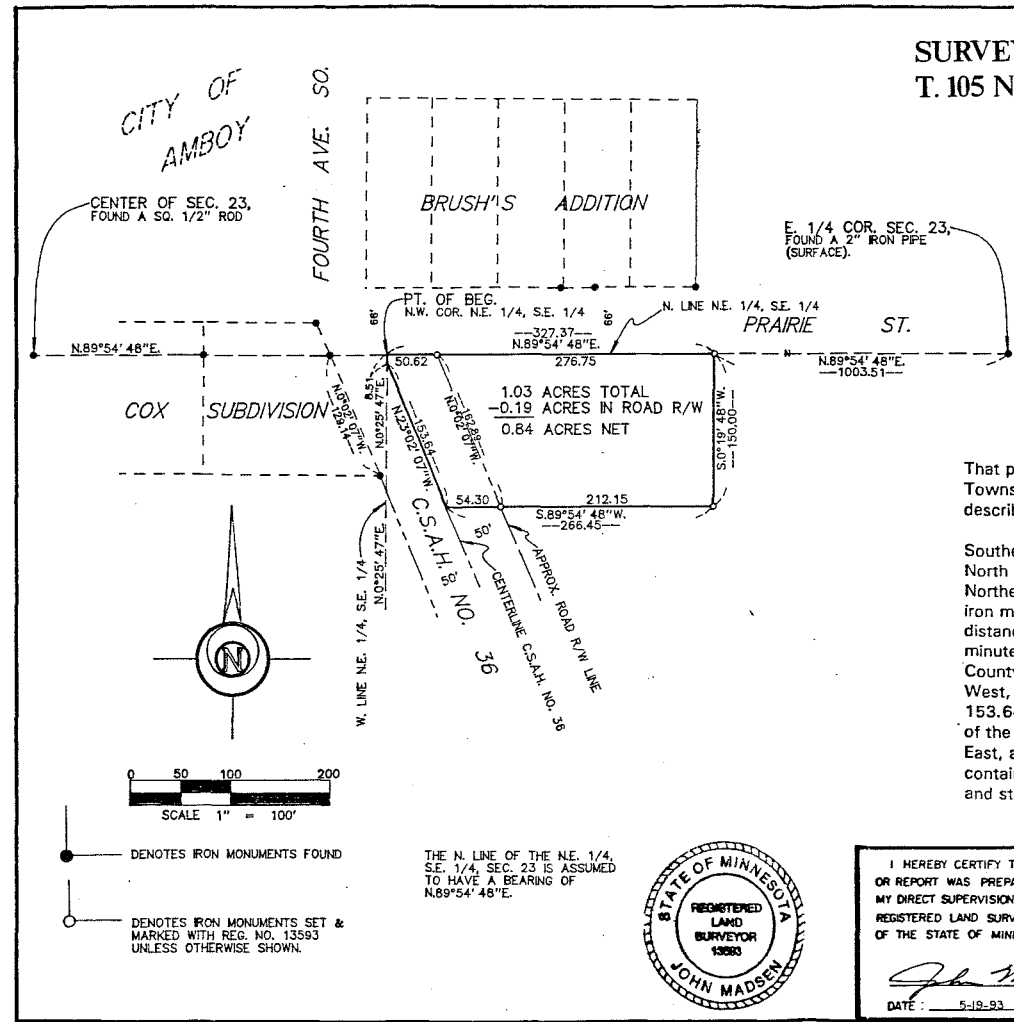 SURVEY
T. 105 N
CITY OF
AMBOY
FOURTH AVE. SO.
BRUSH'S ADDITION
CENTER OF SEC. 23,
FOUND A SQ. 1/2" ROD
E. 1/4 COR. SEC. 23,
FOUND A 2" IRON PIPE
(SURFACE).
PT. OF BEG.
N.W. COR. N.E. 1/4, S.E. 1/4
66'
66'
N. LINE N.E. 1/4, S.E. 1/4
PRAIRIE ST.
---327.37---
N.89°54'48"E.
N.89°54'48"E.
N.89°54'48"E.
---1003.51---
50.62
276.75
8.51
N.0°25'47"E.
1.03 ACRES TOTAL
-0.19 ACRES IN ROAD R/W
0.84 ACRES NET
COX SUBDIVISION
N.0°02'07"W.
---129.14---
---153.64---
N.23°02'07"W.
---162.89---
N.0°02'07"W.
S.0°19'48"W.
---150.00---
54.30
212.15
S.89°54'48"W.
---266.45---
50'
50'
C.S.A.H. NO. 36
CENTERLINE C.S.A.H. NO. 36
APPROX. ROAD R/W LINE
W. LINE N.E. 1/4, S.E. 1/4
N.0°25'47"E.
N
That p
Towns
describ
Southe
North
Northe
iron m
distanc
minute
County
West,
153.6
of the
East, a
contai
and st
0 50 100 200
SCALE 1" = 100'
DENOTES IRON MONUMENTS FOUND
DENOTES IRON MONUMENTS SET &
MARKED WITH REG. NO. 13593
UNLESS OTHERWISE SHOWN.
THE N. LINE OF THE N.E. 1/4,
S.E. 1/4, SEC. 23 IS ASSUMED
TO HAVE A BEARING OF
N.89°54'48"E.
STATE OF MINNESOTA
REGISTERED
LAND
SURVEYOR
13593
JOHN MADSEN
I HEREBY CERTIFY T
OR REPORT WAS PREPA
MY DIRECT SUPERVISION
REGISTERED LAND SURV
OF THE STATE OF MIN
John M
DATE : 5-19-93